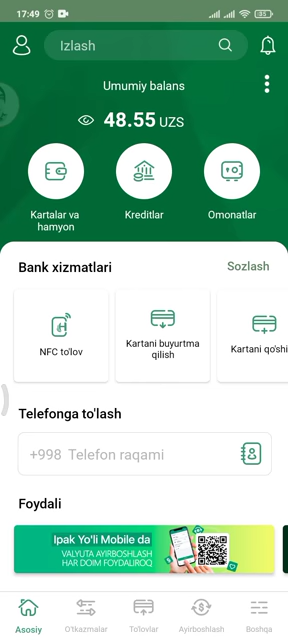 17:49
85
Izlash
Umumiy balans
48.55 UZS
Kartalar va
hamyon
Kreditlar
Omonatlar
Bank xizmatlari
Sozlash
NFC to'lov
Kartani buyurtma
qilish
Kartani qo'shi
Telefonga to'lash
+998 Telefon raqami
Foydali
Ipak Yo'li Mobile da
VALYUTA AYIRBOSHLASH
HAR DOIM FOYDALIROQ
Asosiy
O'tkazmalar
To'lovlar
Ayirboshlash
Boshqa